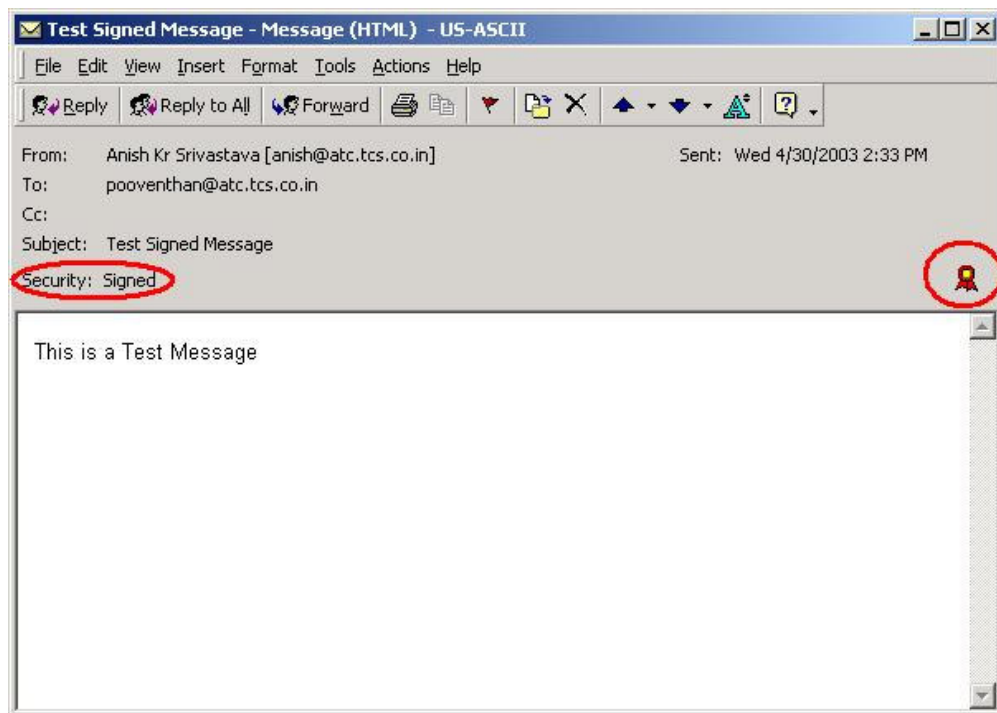 Test Signed Message - Message (HTML) - US-ASCII
File Edit View Insert Format Tools Actions Help
Reply Reply to All Forward
From: Anish Kr Srivastava [anish@atc.tcs.co.in] Sent: Wed 4/30/2003 2:33 PM
To: pooventhan@atc.tcs.co.in
Cc:
Subject: Test Signed Message
Security: Signed
This is a Test Message